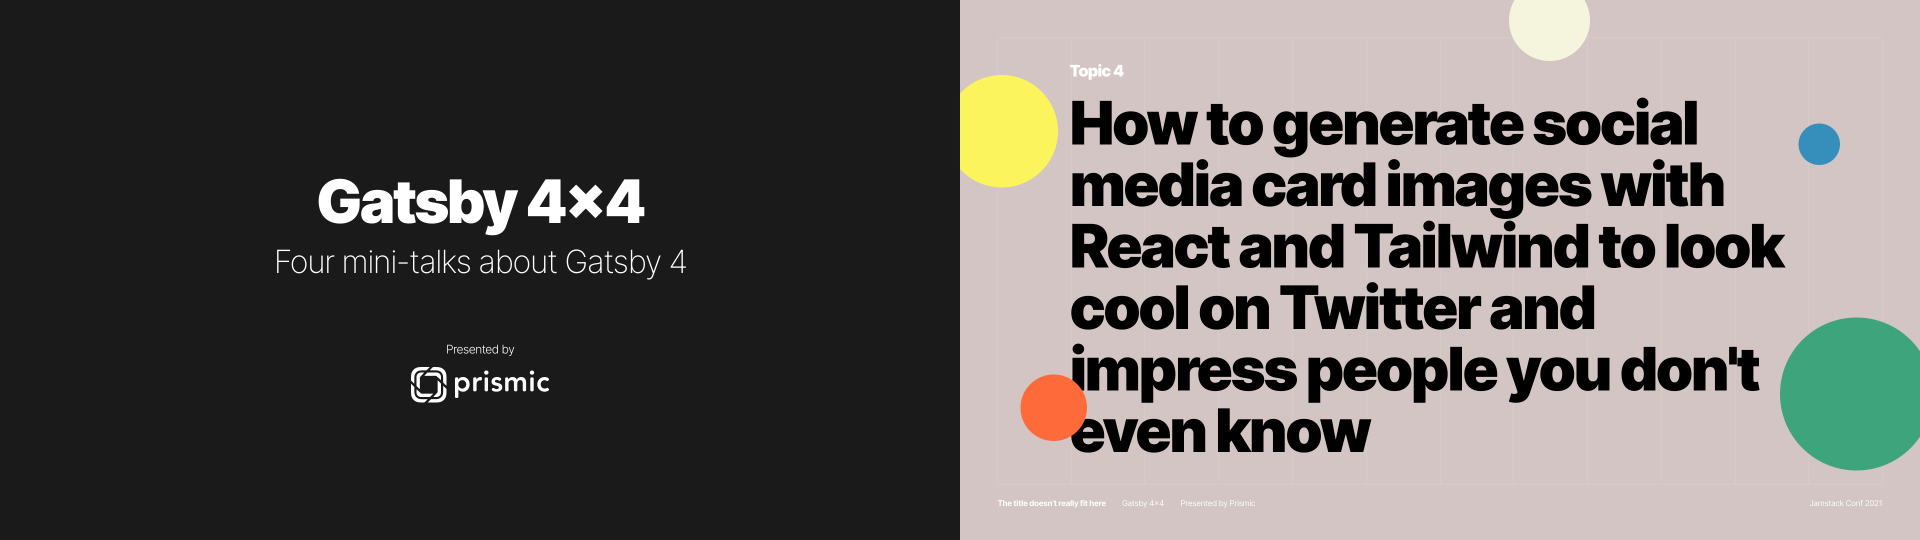 Gatsby 4×4
Four mini-talks about Gatsby 4
Presented by
prismic
Topic 4
How to generate social
media card images with
React and Tailwind to look
cool on Twitter and
impress people you don't
even know
The title doesn't really fit here Gatsby 4×4 Presented by Prismic
Jamstack Conf 2021